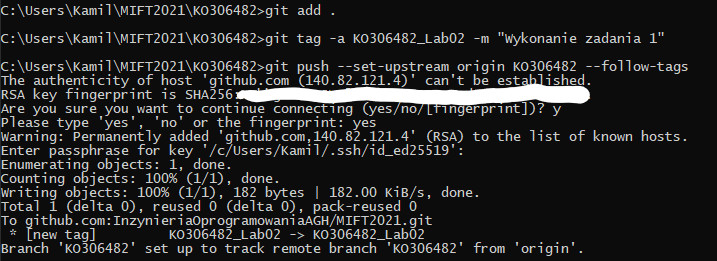 C:\Users\Kamil\MIFT2021\KO306482>git add .
C:\Users\Kamil\MIFT2021\KO306482>git tag -a KO306482_Lab02 -m "Wykonanie zadania 1"
C:\Users\Kamil\MIFT2021\KO306482>git push --set-upstream origin KO306482 --follow-tags
The authenticity of host 'github.com (140.82.121.4)' can't be established.
RSA key fingerprint is SHA256:
Are you sure you want to continue connecting (yes/no/[fingerprint])? y
Please type 'yes', 'no' or the fingerprint: yes
Warning: Permanently added 'github.com,140.82.121.4' (RSA) to the list of known hosts.
Enter passphrase for key '/c/Users/Kamil/.ssh/id_ed25519':
Enumerating objects: 1, done.
Counting objects: 100% (1/1), done.
Writing objects: 100% (1/1), 182 bytes | 182.00 KiB/s, done.
Total 1 (delta 0), reused 0 (delta 0), pack-reused 0
To github.com:InzynieriaOprogramowaniaAGH/MIFT2021.git
 * [new tag]         KO306482_Lab02 -> KO306482_Lab02
Branch 'KO306482' set up to track remote branch 'KO306482' from 'origin'.